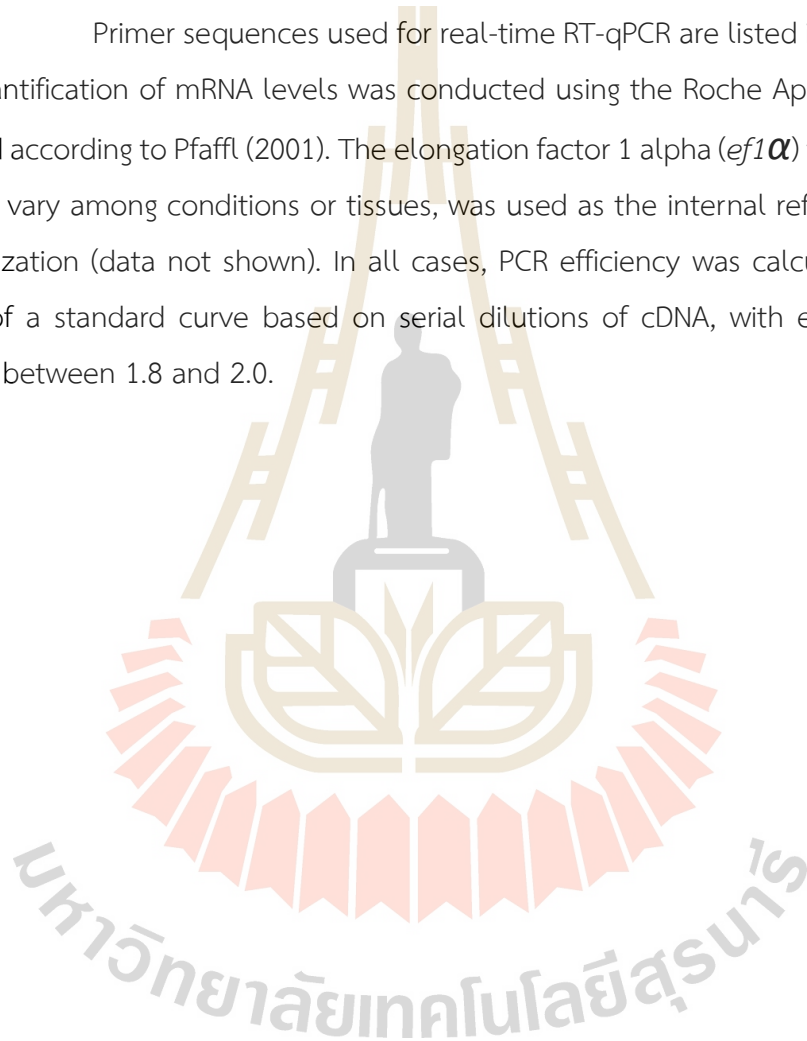 Primer sequences used for real-time RT-qPCR are listed
antification of mRNA levels was conducted using the Roche Ap
according to Pfaffl (2001). The elongation factor 1 alpha (ef1α)
vary among conditions or tissues, was used as the internal ref
ization (data not shown). In all cases, PCR efficiency was calcu
of a standard curve based on serial dilutions of cDNA, with e
between 1.8 and 2.0.
มหาวิทยาลัยเทคโนโลยีสุรนารี